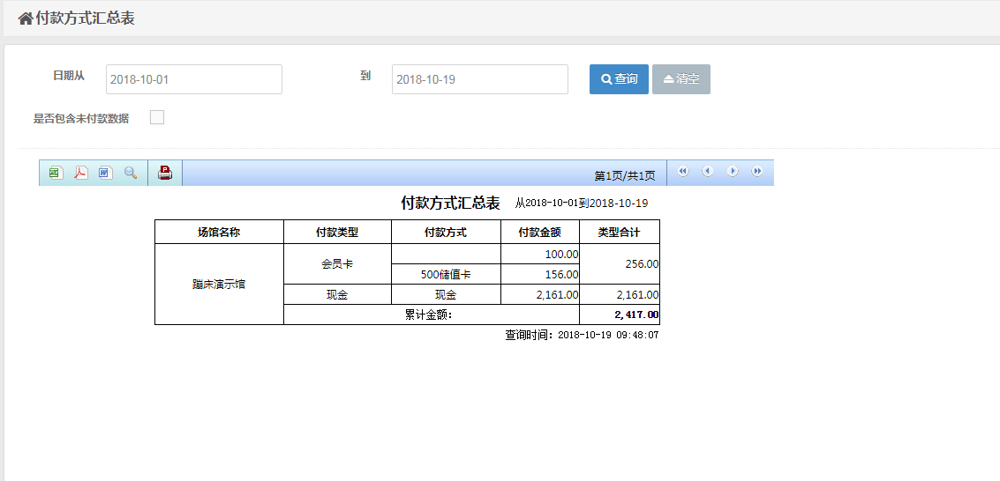 付款方式汇总表
日期从 2018-10-01 到 2018-10-19 查询 清空
是否包含未付款数据
第1页/共1页
付款方式汇总表 从2018-10-01到2018-10-19
场馆名称 付款类型 付款方式 付款金额 类型合计
蹦床演示馆 会员卡 100.00 256.00
500储值卡 156.00
现金 现金 2,161.00 2,161.00
累计金额： 2,417.00
查询时间：2018-10-19 09:48:07